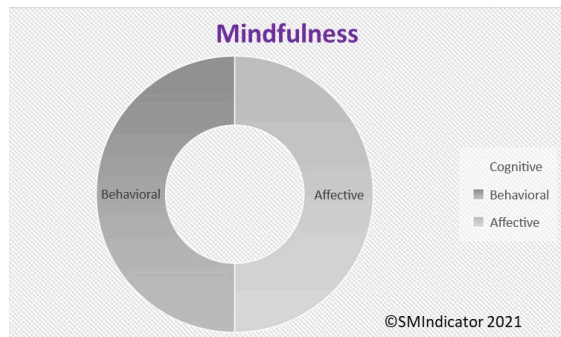 Mindfulness
Behavioral
Affective
Cognitive
Behavioral
Affective
©SMIndicator 2021